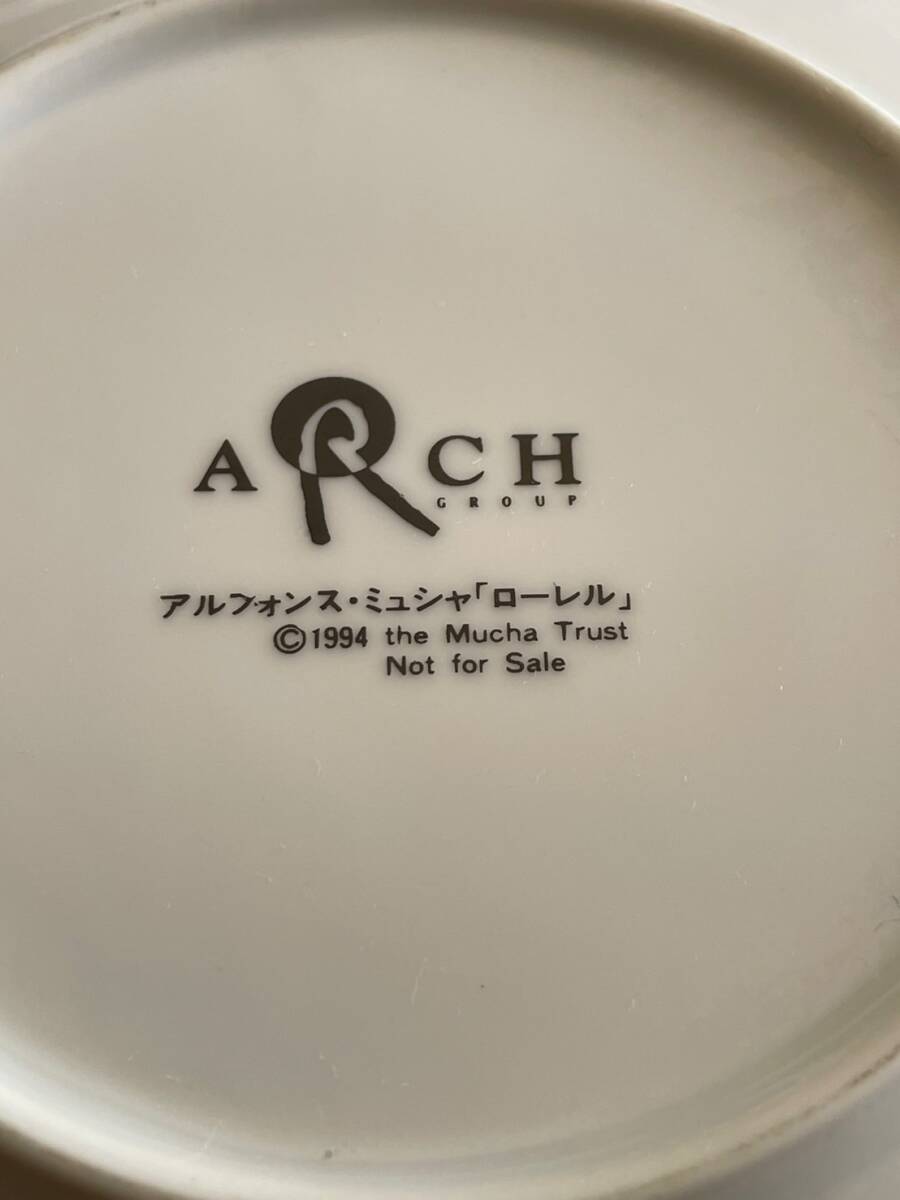 ARCH
GROUP
アルフォンス・ミュシャ「ローレル」
©1994 the Mucha Trust
Not for Sale